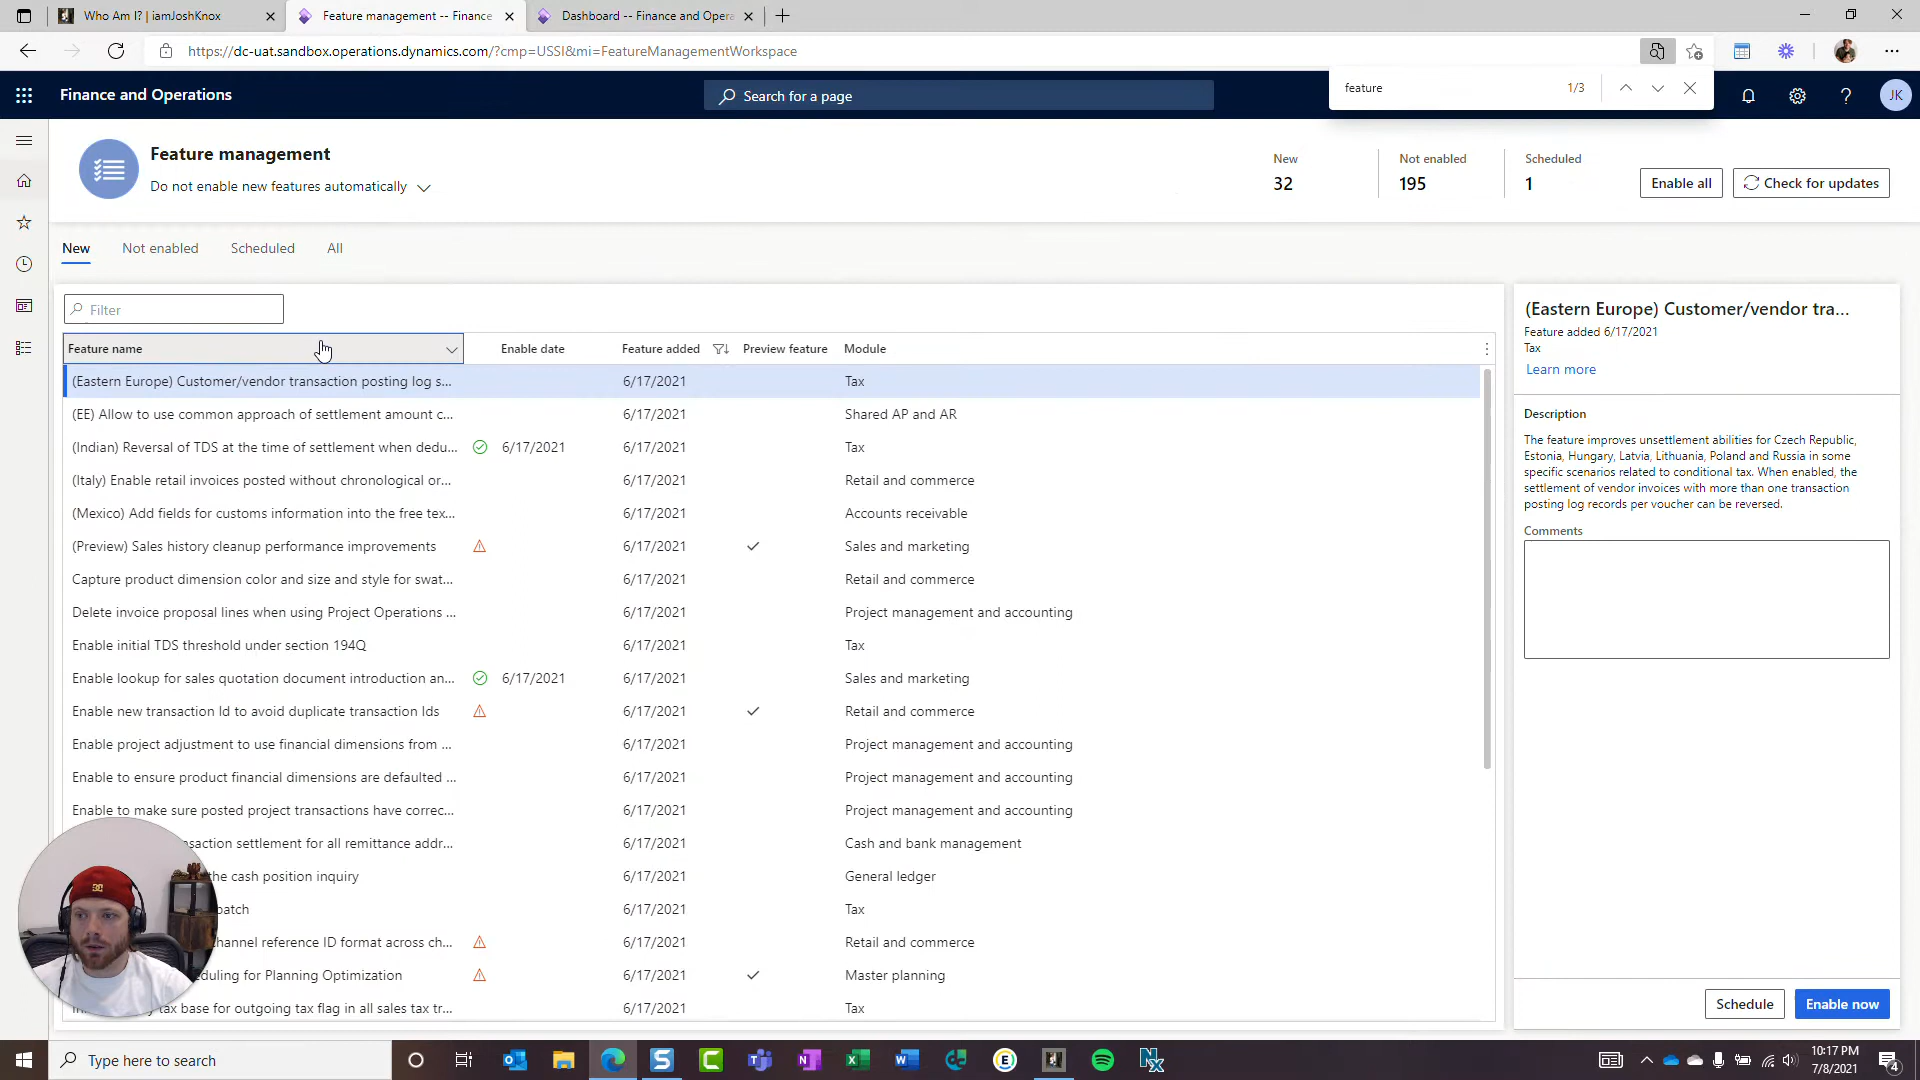 Who Am I? | iamJoshKnox
Feature management -- Finance
Dashboard -- Finance and Opera
https://dc-uat.sandbox.operations.dynamics.com/?cmp=USSI&mi=FeatureManagementWorkspace
feature 1/3
Finance and Operations
Search for a page
JK
Feature management
Do not enable new features automatically
New
32
Not enabled
195
Scheduled
1
Enable all
Check for updates
New Not enabled Scheduled All
Filter
Feature name Enable date Feature added Preview feature Module
(Eastern Europe) Customer/vendor transaction posting log s... 6/17/2021 Tax
(EE) Allow to use common approach of settlement amount c... 6/17/2021 Shared AP and AR
(Indian) Reversal of TDS at the time of settlement when dedu... 6/17/2021 6/17/2021 Tax
(Italy) Enable retail invoices posted without chronological or... 6/17/2021 Retail and commerce
(Mexico) Add fields for customs information into the free tex... 6/17/2021 Accounts receivable
(Preview) Sales history cleanup performance improvements 6/17/2021 Sales and marketing
Capture product dimension color and size and style for swat... 6/17/2021 Retail and commerce
Delete invoice proposal lines when using Project Operations ... 6/17/2021 Project management and accounting
Enable initial TDS threshold under section 194Q 6/17/2021 Tax
Enable lookup for sales quotation document introduction an... 6/17/2021 6/17/2021 Sales and marketing
Enable new transaction Id to avoid duplicate transaction Ids 6/17/2021 Retail and commerce
Enable project adjustment to use financial dimensions from ... 6/17/2021 Project management and accounting
Enable to ensure product financial dimensions are defaulted ... 6/17/2021 Project management and accounting
Enable to make sure posted project transactions have correc... 6/17/2021 Project management and accounting
settlement for all remittance addr... 6/17/2021 Cash and bank management
the cash position inquiry 6/17/2021 General ledger
6/17/2021 Tax
reference ID format across ch... 6/17/2021 Retail and commerce
for Planning Optimization 6/17/2021 Master planning
tax base for outgoing tax flag in all sales tax tr... 6/17/2021 Tax
(Eastern Europe) Customer/vendor tra...
Feature added 6/17/2021
Tax
Learn more
Description
The feature improves unsettlement abilities for Czech Republic,
Estonia, Hungary, Latvia, Lithuania, Poland and Russia in some
specific scenarios related to conditional tax. When enabled, the
settlement of vendor invoices with more than one transaction
posting log records per voucher can be reversed.
Comments
Schedule
Enable now
Type here to search
10:17 PM
7/8/2021
4